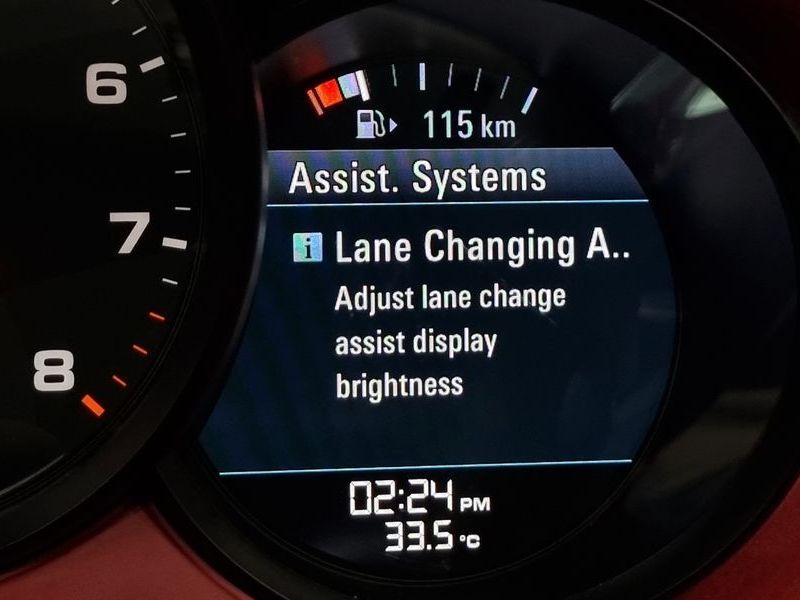 6
7
8
115 km
Assist. Systems
i Lane Changing A..
Adjust lane change
assist display
brightness
02:24 PM
33.5 °C